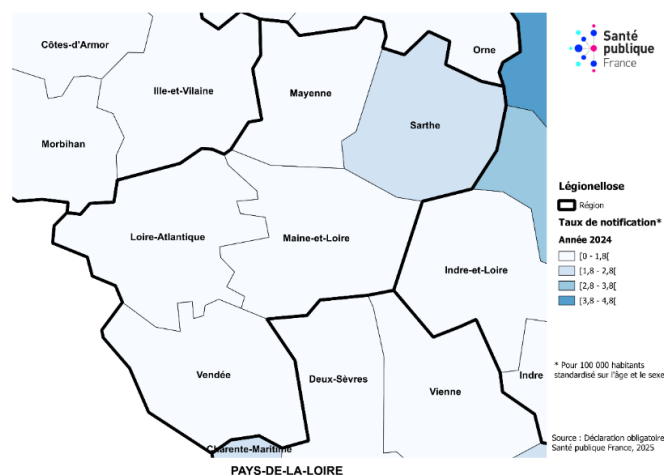 Côtes-d'Armor
Orne
Ille-et-Vilaine
Mayenne
Sarthe
Morbihan
Loire-Atlantique
Maine-et-Loire
Indre-et-Loire
Vendée
Deux-Sèvres
Vienne
Indre
Charente-Maritime
PAYS-DE-LA-LOIRE
Santé
publique
France
Légionellose
Région
Taux de notification*
Année 2024
[0 - 1,8[
[1,8 - 2,8[
[2,8 - 3,8[
[3,8 - 4,8[
* Pour 100 000 habitants
standardisé sur l'âge et le sexe
Source : Déclaration obligatoire
Santé publique France, 2025